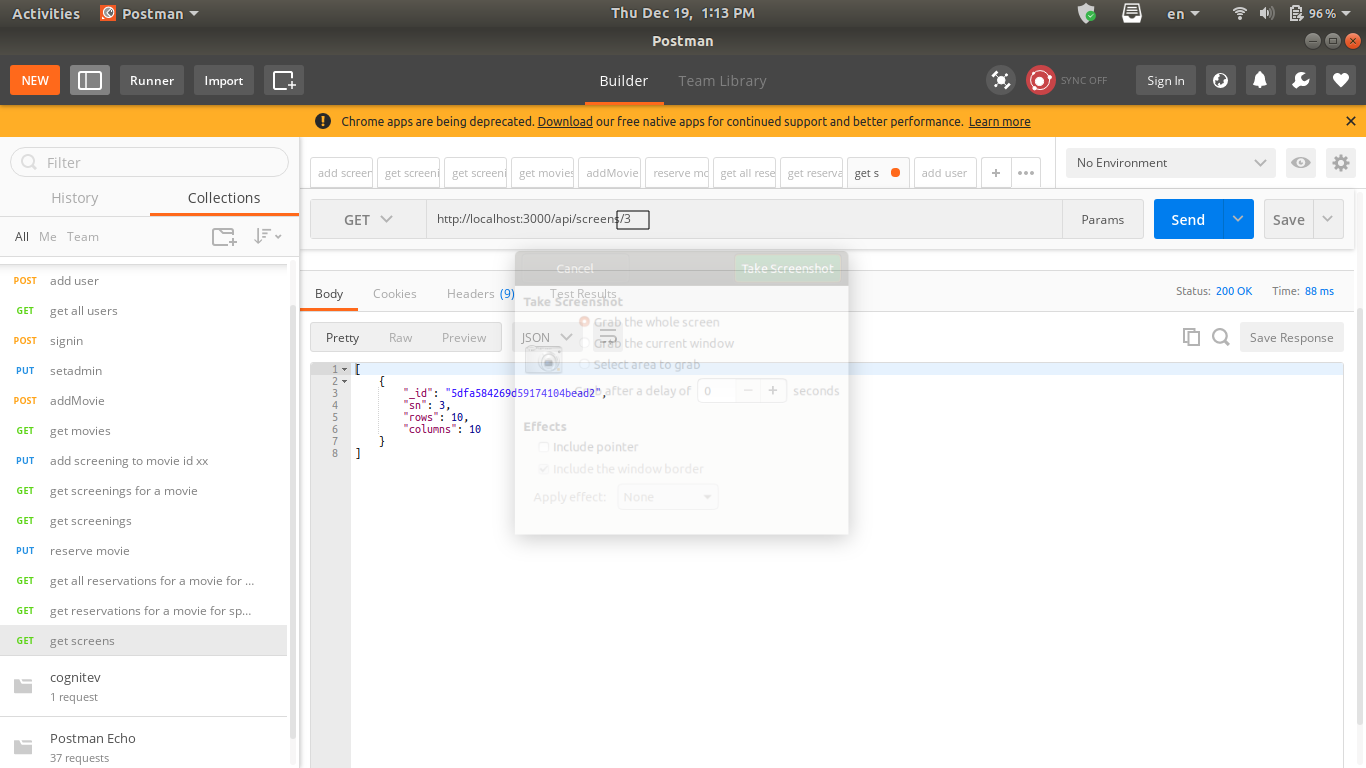 Activities Postman Thu Dec 19, 1:13 PM en 96 %
Postman
NEW Runner Import Builder Team Library SYNC OFF Sign In
Chrome apps are being deprecated. Download our free native apps for continued support and better performance. Learn more
Filter
History Collections
All Me Team
POST add user
GET get all users
POST signin
PUT setadmin
POST addMovie
GET get movies
PUT add screening to movie id xx
GET get screenings for a movie
GET get screenings
PUT reserve movie
GET get all reservations for a movie for ...
GET get reservations for a movie for sp...
GET get screens
cognitev
1 request
Postman Echo
37 requests
add screer get screeni get screeni get movies addMovie reserve mo get all rese get reserva get s add user + ••• No Environment
GET http://localhost:3000/api/screens/3 Params Send Save
Body Cookies Headers (9) Test Results Status: 200 OK Time: 88 ms
Pretty Raw Preview JSON Save Response
1 [
2 {
3 "_id": "5dfa584269d59174104bead2",
4 "sn": 3,
5 "rows": 10,
6 "columns": 10
7 }
8 ]
Cancel Take Screenshot
Take Screenshot
Grab the whole screen
Grab the current window
Select area to grab
Grab after a delay of 0 − + seconds
Effects
Include pointer
Include the window border
Apply effect: None